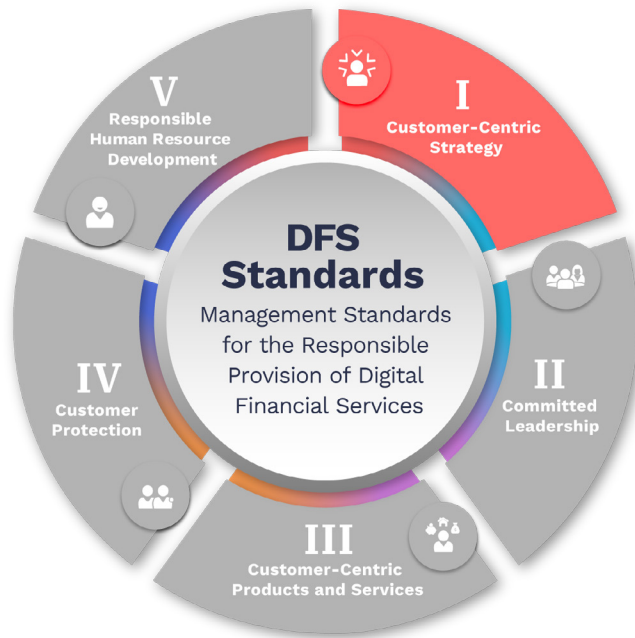 DFS
Standards
Management Standards
for the Responsible
Provision of Digital
Financial Services
I
Customer-Centric
Strategy
II
Committed
Leadership
III
Customer-Centric
Products and Services
IV
Customer
Protection
V
Responsible
Human Resource
Development